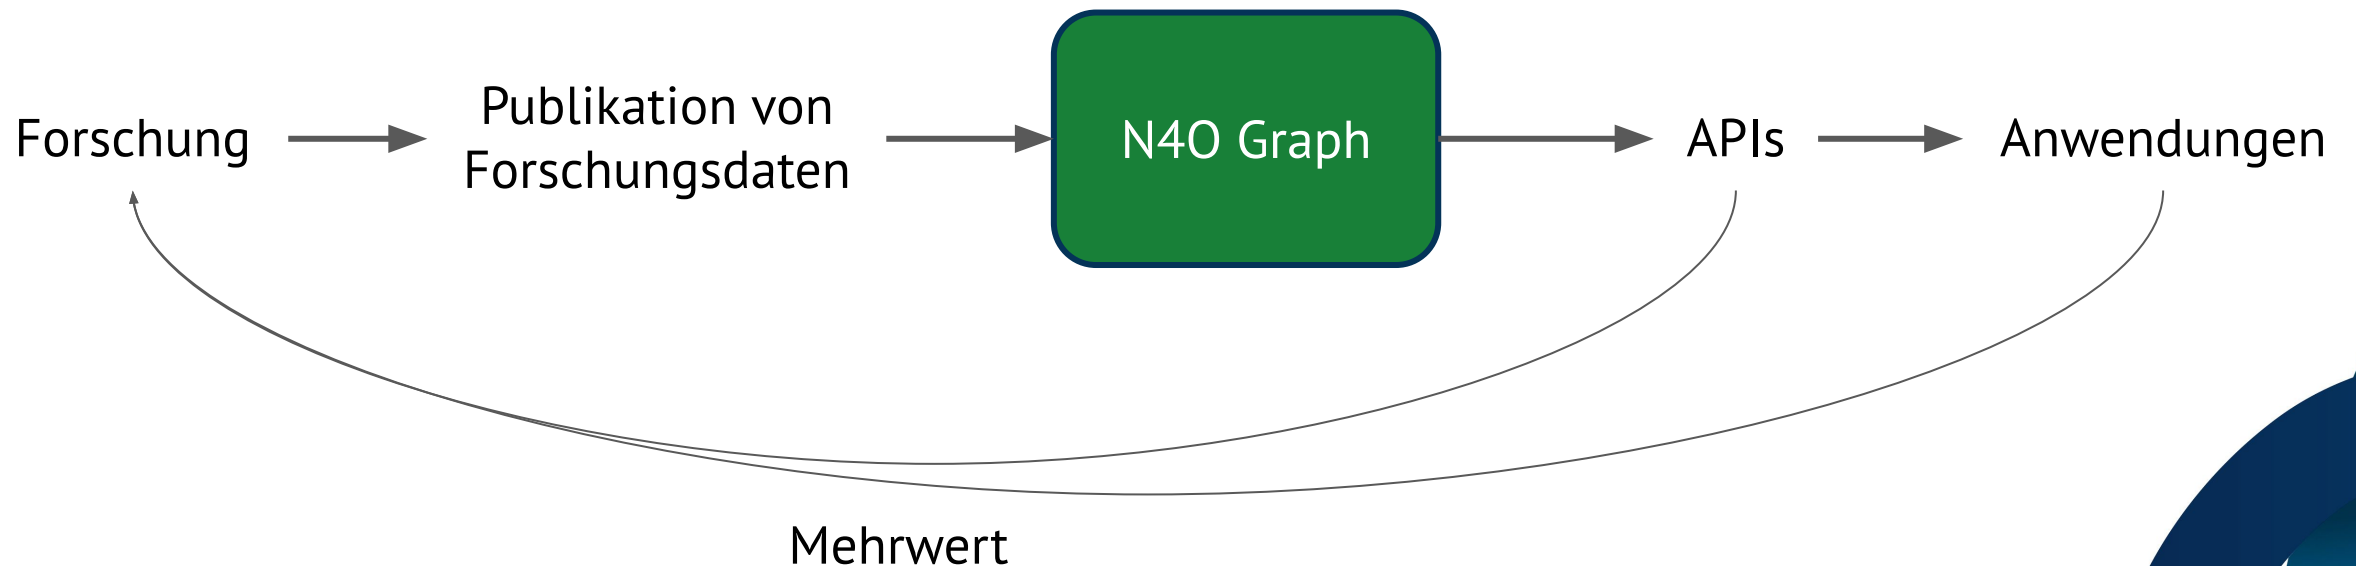 Forschung
Publikation von
Forschungsdaten
N4O Graph
APIs
Anwendungen
Mehrwert